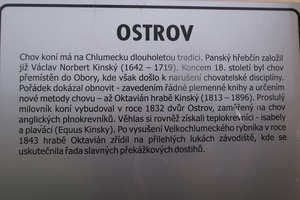 OSTROV
Chov koní má na Chlumecku dlouholetou tradici. Panský hřebčín založil
již Václav Norbert Kinský (1642 – 1719). Koncem 18. století byl chov
přemístěn do Obory, kde však došlo k narušení chovatelské disciplíny.
Pořádek dokázal obnovit - zavedením řádné plemenné knihy a určením
nové metody chovu – až Oktavián hrabě Kinský (1813 – 1896). Proslulý
milovník koní vybudoval v roce 1832 dvůr Ostrov, zaměřený na chov
anglických plnokrevníků. Věhlas si rovněž získali teplokrevníci - isabely
a plaváci (Equus Kinsky). Po vysušení Velkochlumeckého rybníka v roce
1843 hrabě Oktavián zřídil na přilehlých lukách závodiště, kde se
uskutečnila řada slavných překážkových dostihů.